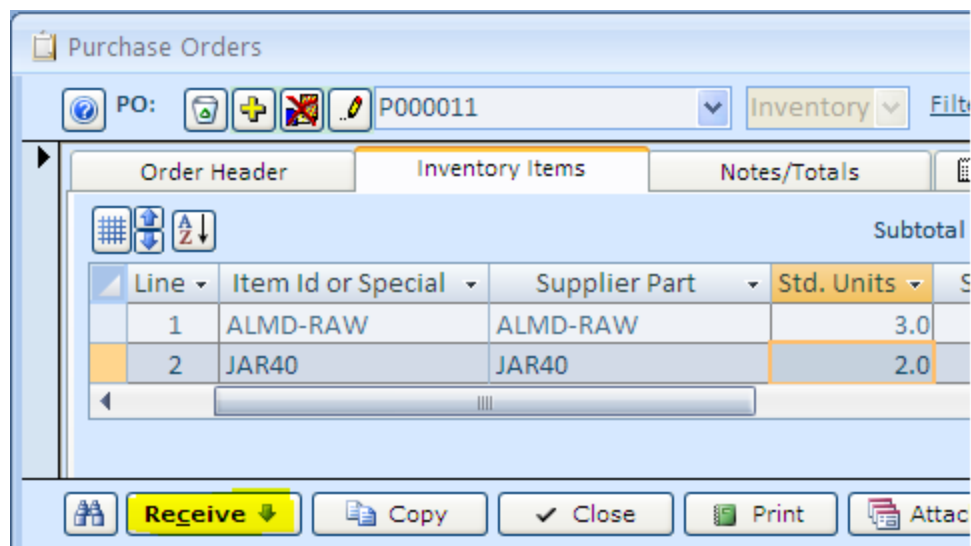 Purchase Orders
PO: P000011 Inventory Filte
Order Header Inventory Items Notes/Totals
A Z Subtotal
Line Item Id or Special Supplier Part Std. Units S
1 ALMD-RAW ALMD-RAW 3.0
2 JAR40 JAR40 2.0
Receive Copy Close Print Attac